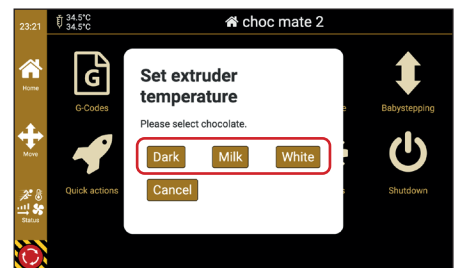 23:21
34.5°C
34.5°C
choc mate 2
Home
Move
Status
G
G-Codes
Babystepping
Quick actions
Shutdown
Set extruder
temperature
Please select chocolate.
Dark Milk White
Cancel